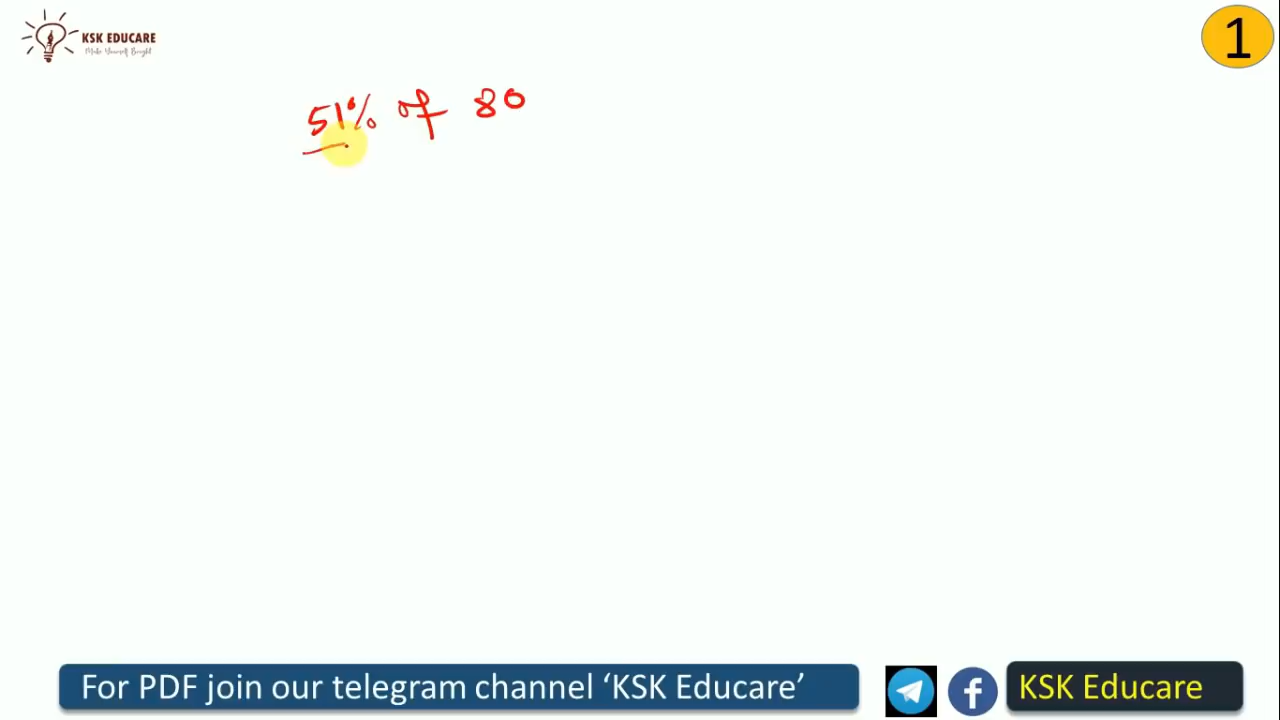 KSK EDUCARE
Make Yourself Bright
1
51% of 80
For PDF join our telegram channel ‘KSK Educare’
KSK Educare